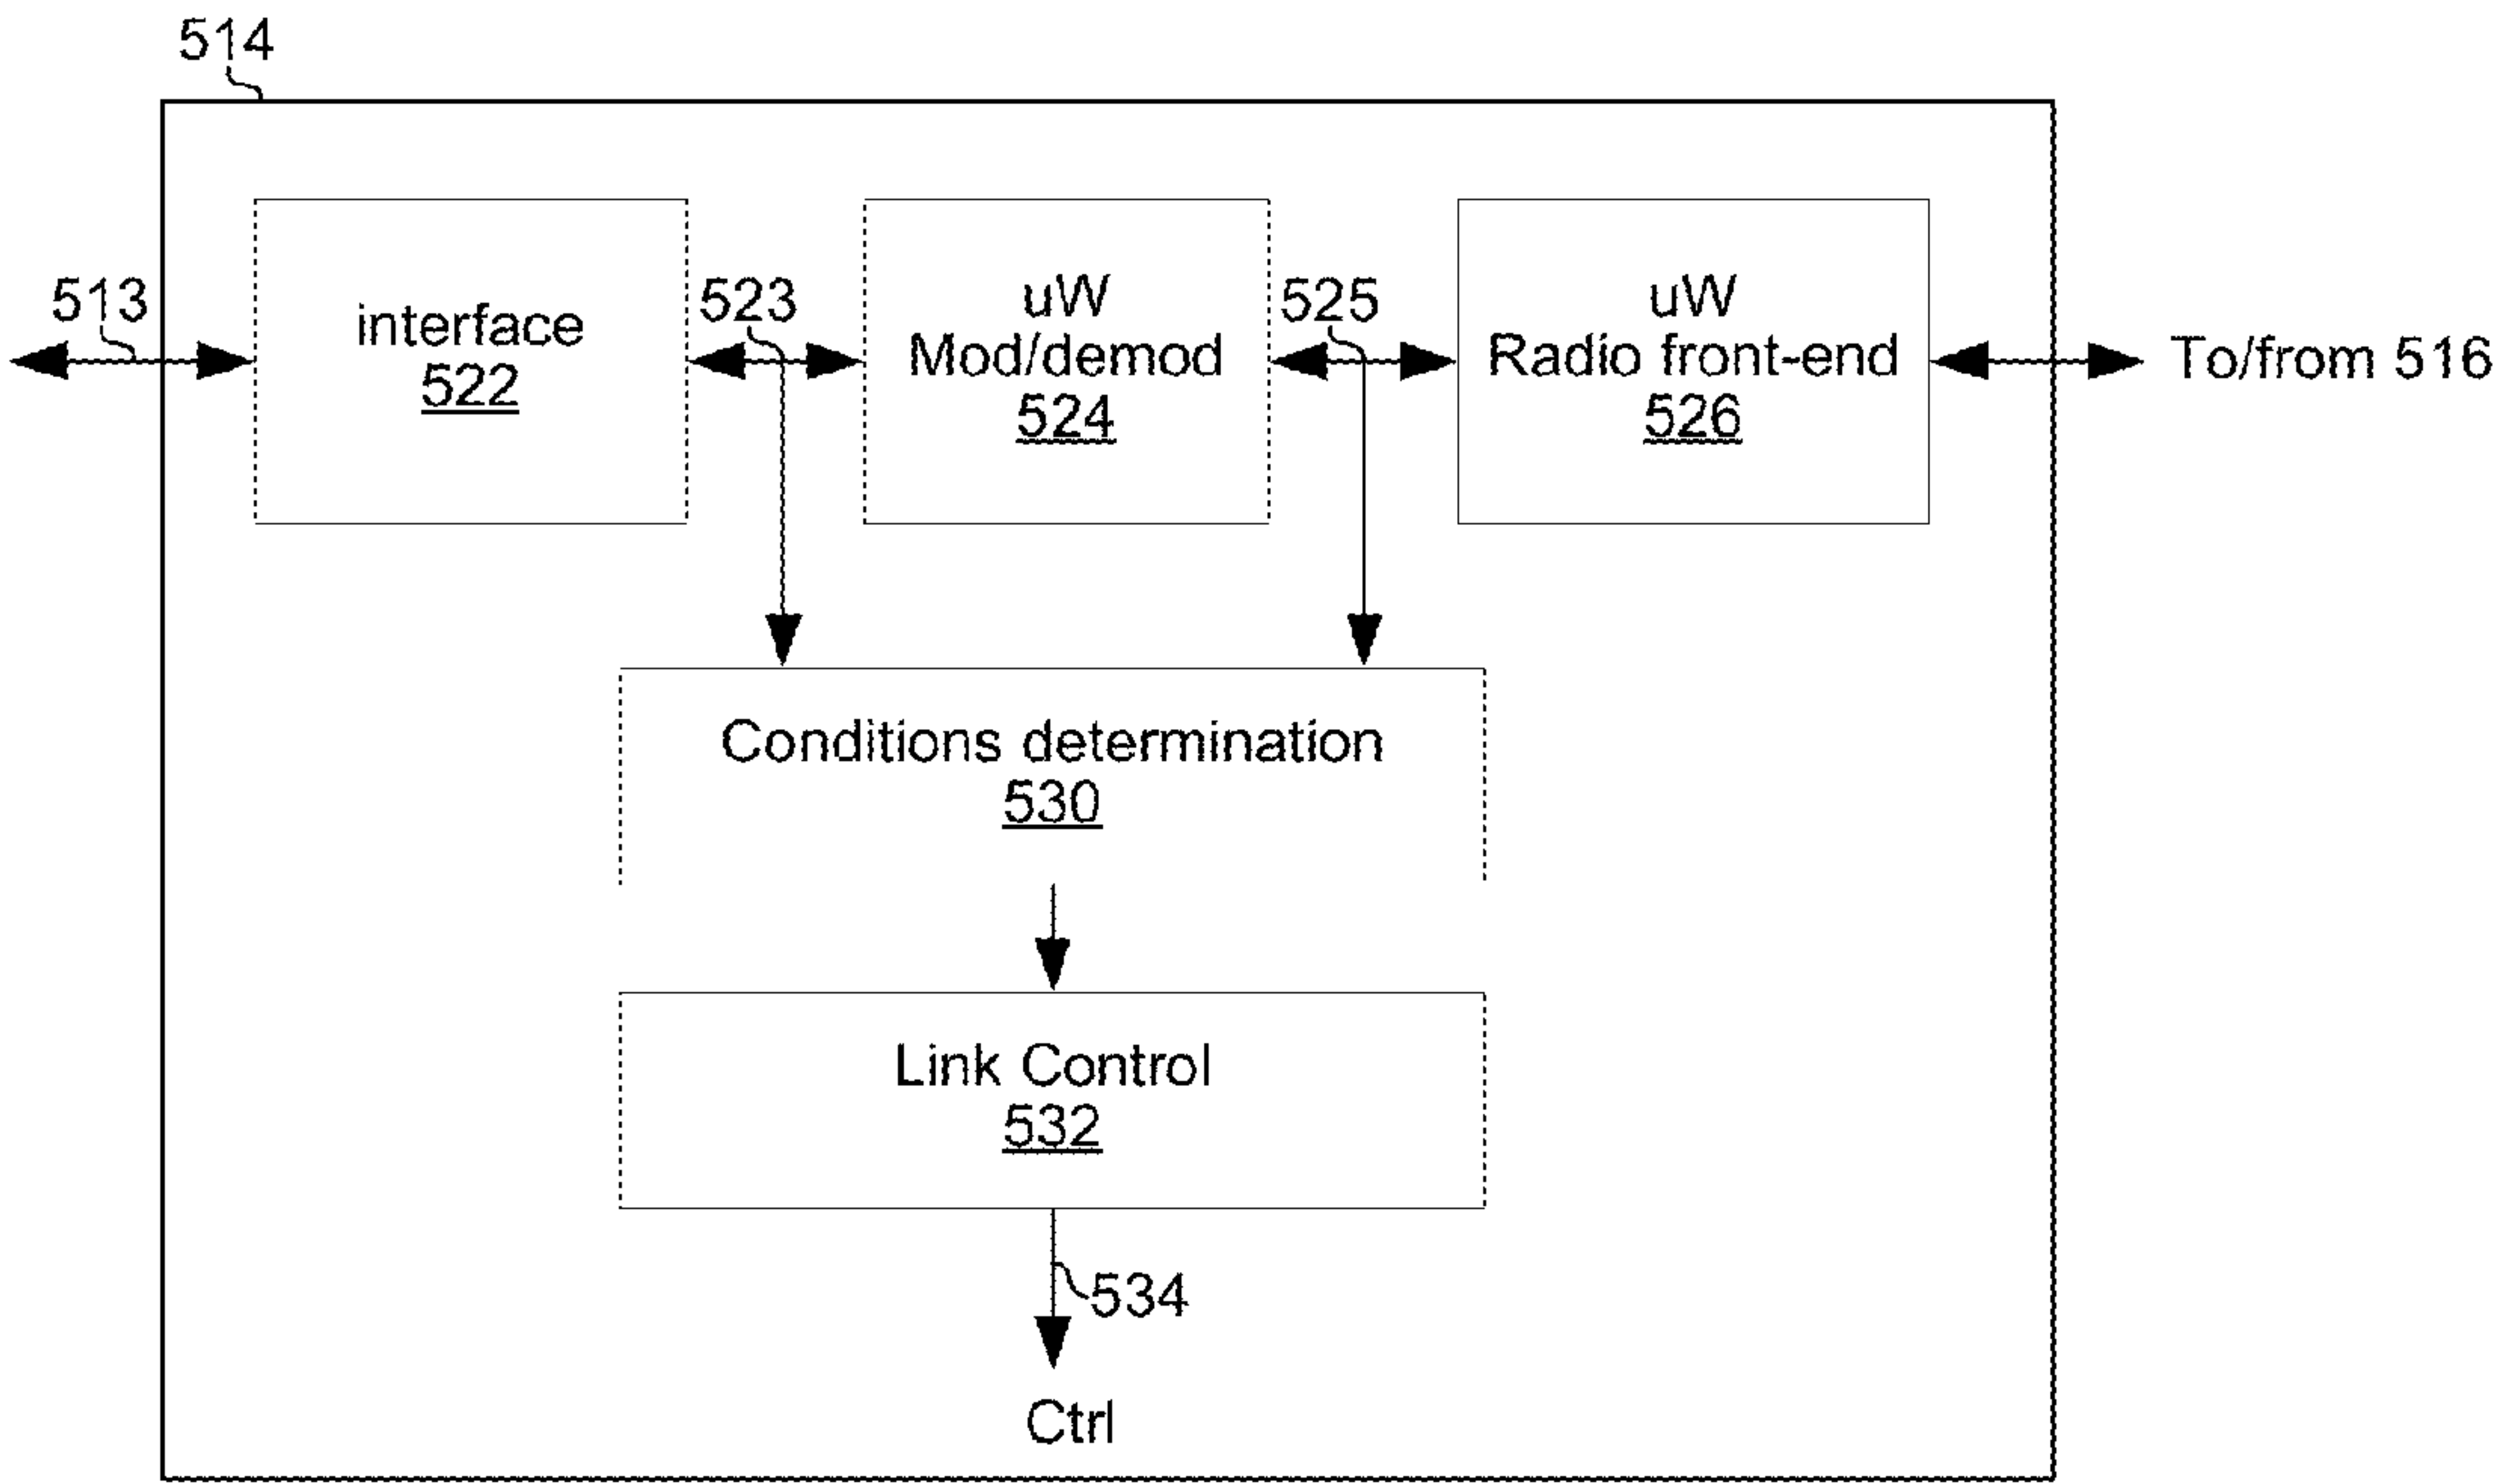 514
513
interface
522
523
uW
Mod/demod
524
525
uW
Radio front-end
526
To/from 516
Conditions determination
530
Link Control
532
534
Ctrl